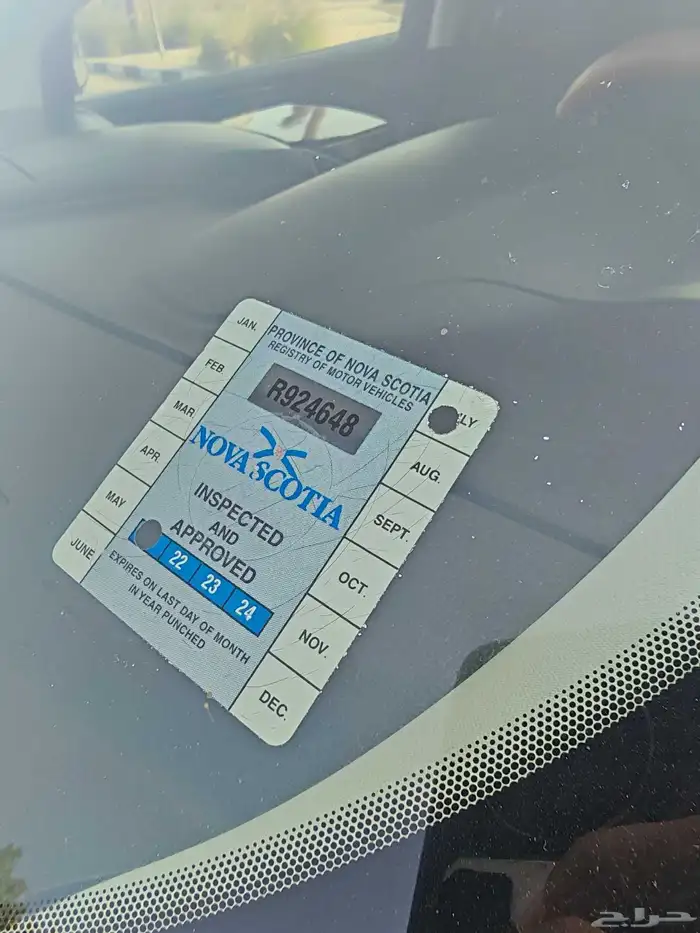 PROVINCE OF NOVA SCOTIA
REGISTRY OF MOTOR VEHICLES
R924648
NOVA SCOTIA
INSPECTED
AND
APPROVED
22 23 24
EXPIRES ON LAST DAY OF MONTH
IN YEAR PUNCHED
JAN.
FEB
MAR.
APR.
MAY
JUNE
LY
AUG.
SEPT.
OCT.
NOV.
DEC.
حراج